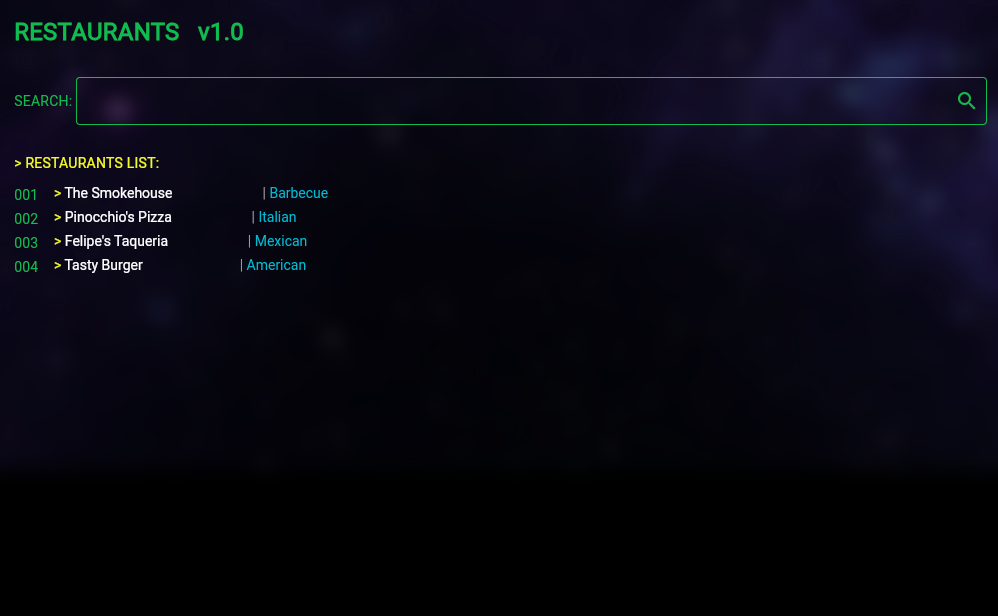 RESTAURANTS v1.0
SEARCH:
> RESTAURANTS LIST:
001 > The Smokehouse | Barbecue
002 > Pinocchio's Pizza | Italian
003 > Felipe's Taqueria | Mexican
004 > Tasty Burger | American